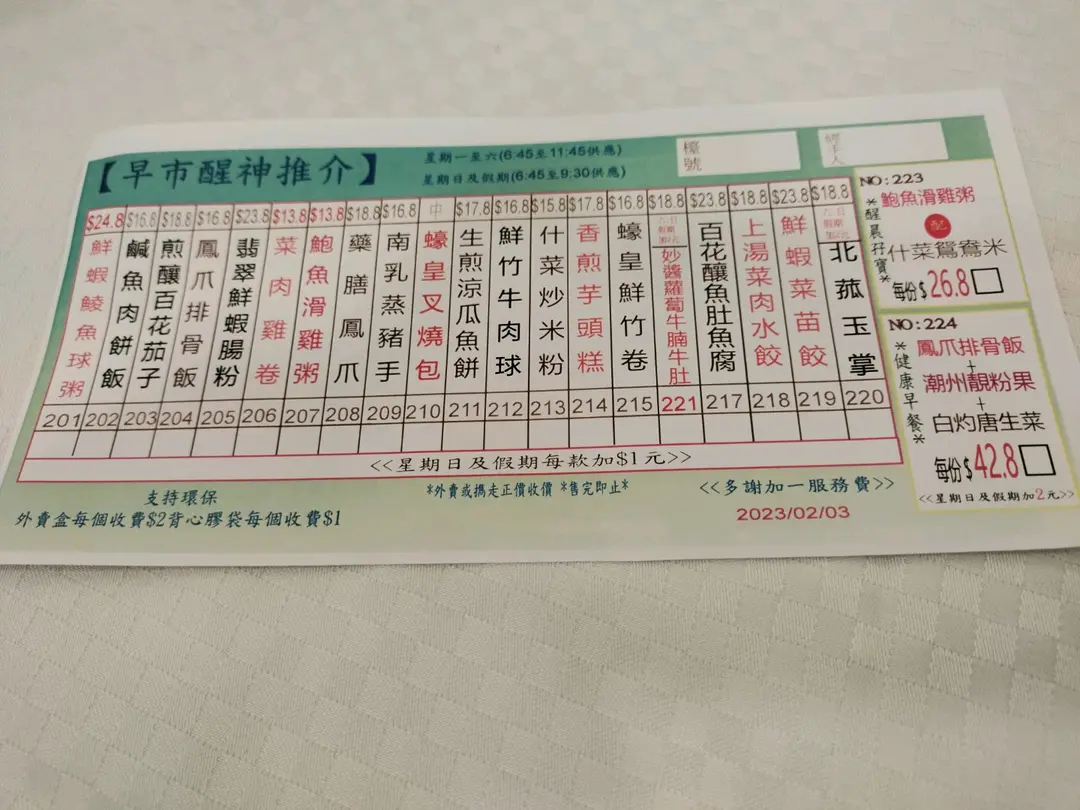 【早市醒神推介】
星期一至六(6:45至11:45供應)
星期日及假期(6:45至9:30供應)
檯號
經手人
$24.8 $16.8 $18.8 $16.8 $23.8 $13.8 $13.8 $18.8 $16.8 中 $17.8 $16.8 $15.8 $17.8 $16.8 $18.8 $23.8 $18.8 $23.8 $18.8
鮮蝦鯪魚球粥
鹹魚肉餅飯
煎釀百花茄子
鳳爪排骨飯
翡翠鮮蝦腸粉
菜肉雞卷
鮑魚滑雞粥
藥膳鳳爪
南乳蒸豬手
蠔皇叉燒包
生煎涼瓜魚餅
鮮竹牛肉球
什菜炒米粉
香煎芋頭糕
蠔皇鮮竹卷
妙醬蘿蔔牛腩牛肚
百花釀魚肚魚腐
上湯菜肉水餃
鮮蝦菜苗餃
北菰玉掌
201 202 203 204 205 206 207 208 209 210 211 212 213 214 215 221 217 218 219 220
<<星期日及假期每款加$1元>>
支持環保
外賣盒每個收費$2背心膠袋每個收費$1
*外賣或攜走正價收價 *售完即止*
<<多謝加一服務費>>
2023/02/03
NO:223
*醒晨孖寶*
鮑魚滑雞粥
配
什菜鴛鴦米
每份$26.8
NO:224
*健康早餐*
鳳爪排骨飯
+
潮州靚粉果
+
白灼唐生菜
每份$42.8
<<星期日及假期加2元>>